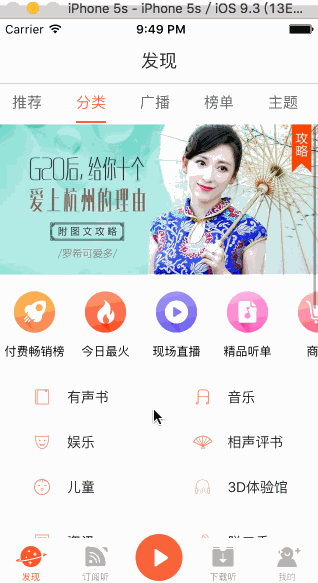 iPhone 5s - iPhone 5s / iOS 9.3 (13E...
Carrier 9:49 PM
发现
推荐 分类 广播 榜单 主题
攻略
G20后,给你十个
爱上杭州的理由
附图文攻略
/罗希可爱多/
付费畅销榜 今日最火 现场直播 精品听单 商
有声书 音乐
娱乐 相声评书
儿童 3D体验馆
发现 订阅听 下载听 我的